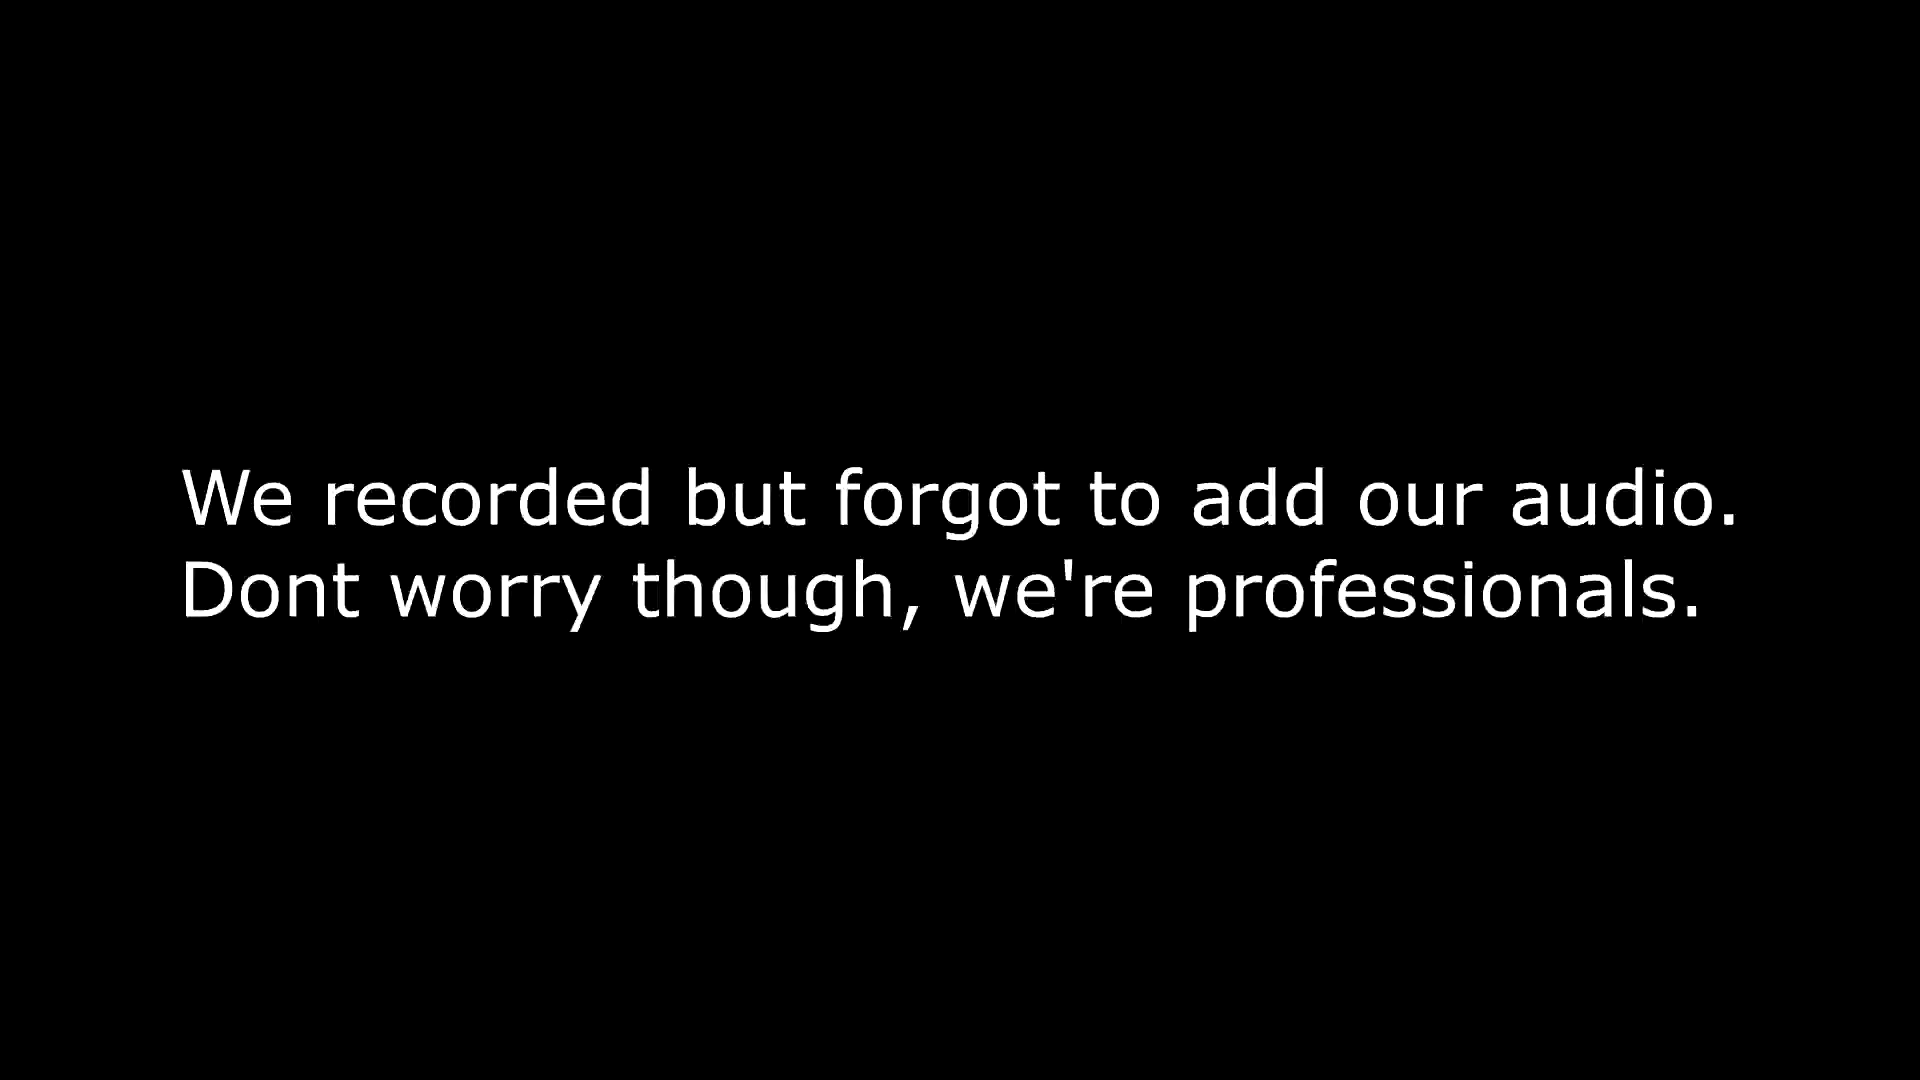 We recorded but forgot to add our audio.
Dont worry though, we're professionals.